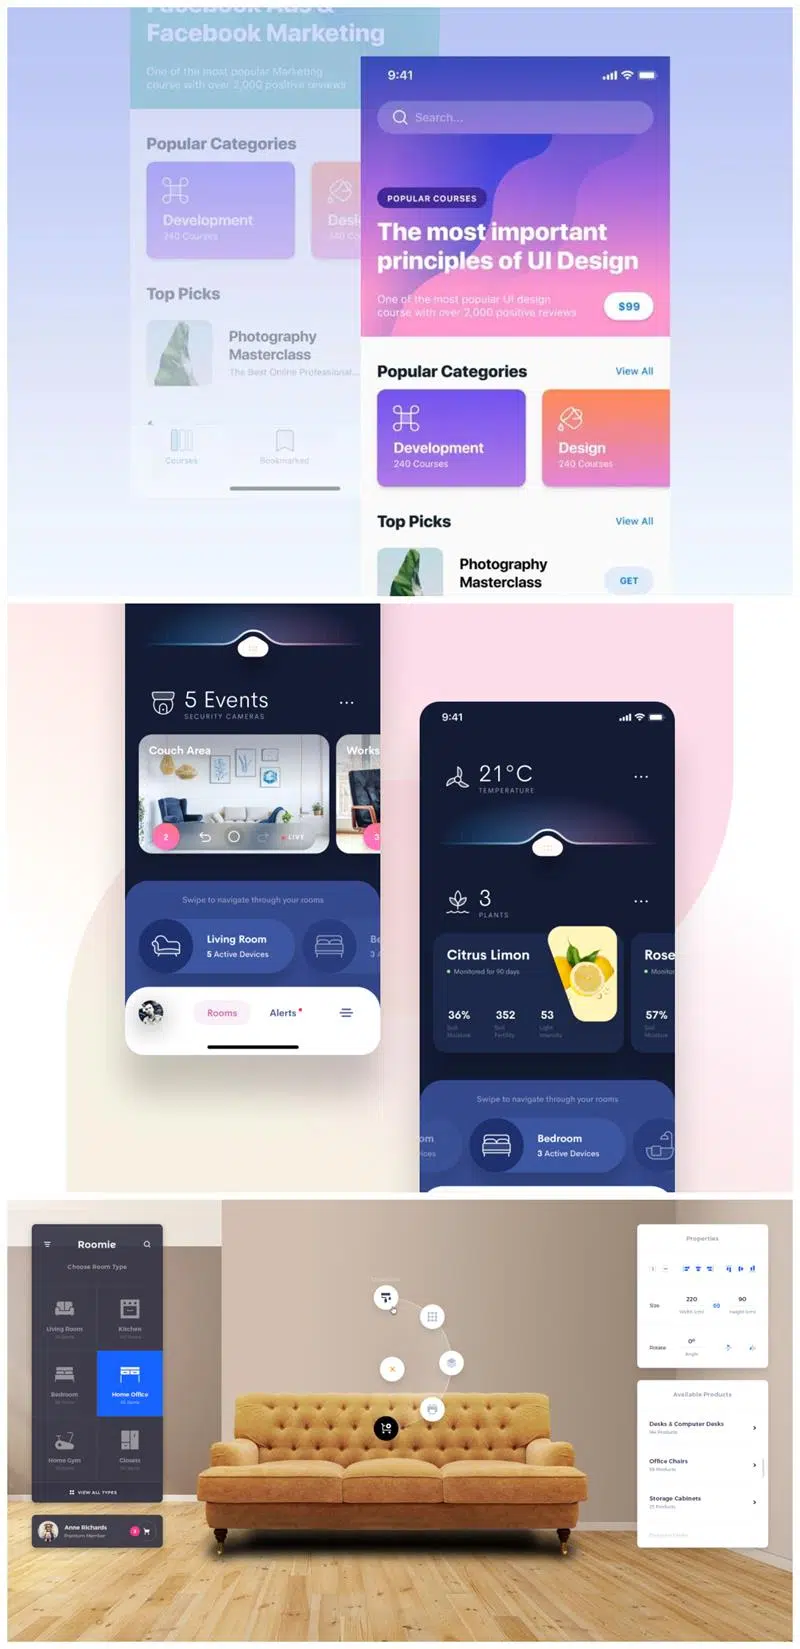 Facebook Ads &
Facebook Marketing
One of the most popular Marketing
course with over 2,000 positive reviews
Popular Categories
Development
240 Courses
Desi
Top Picks
Photography
Masterclass
The Best Online Professional...
Courses
Bookmarked
9:41
Search...
POPULAR COURSES
The most important
principles of UI Design
One of the most popular UI design
course with over 2,000 positive reviews
$99
Popular Categories
View All
Development
240 Courses
Design
240 Courses
Top Picks
View All
Photography
Masterclass
GET
5 Events
SECURITY CAMERAS
Couch Area
Works
2
LIVE
3
Swipe to navigate through your rooms
Living Room
5 Active Devices
Be
3 A
Rooms
Alerts
9:41
21°C
TEMPERATURE
3
PLANTS
Citrus Limon
Monitored for 90 days
36%
Soil
Moisture
352
Soil
Fertility
53
Light
Intensity
Rose
Monitor
57%
Soil
Moisture
Swipe to navigate through your rooms
om
ices
Bedroom
3 Active Devices
Roomie
Choose Room Type
Living Room
Kitchen
Bedroom
Home Office
Home Gym
Closets
VIEW ALL TYPES
Anne Richards
Premium Member
Properties
Size
220
Width (cm)
90
Height (cm)
Rotate
0°
Angle
Available Products
Desks & Computer Desks
Products
Office Chairs
Products
Storage Cabinets
Products